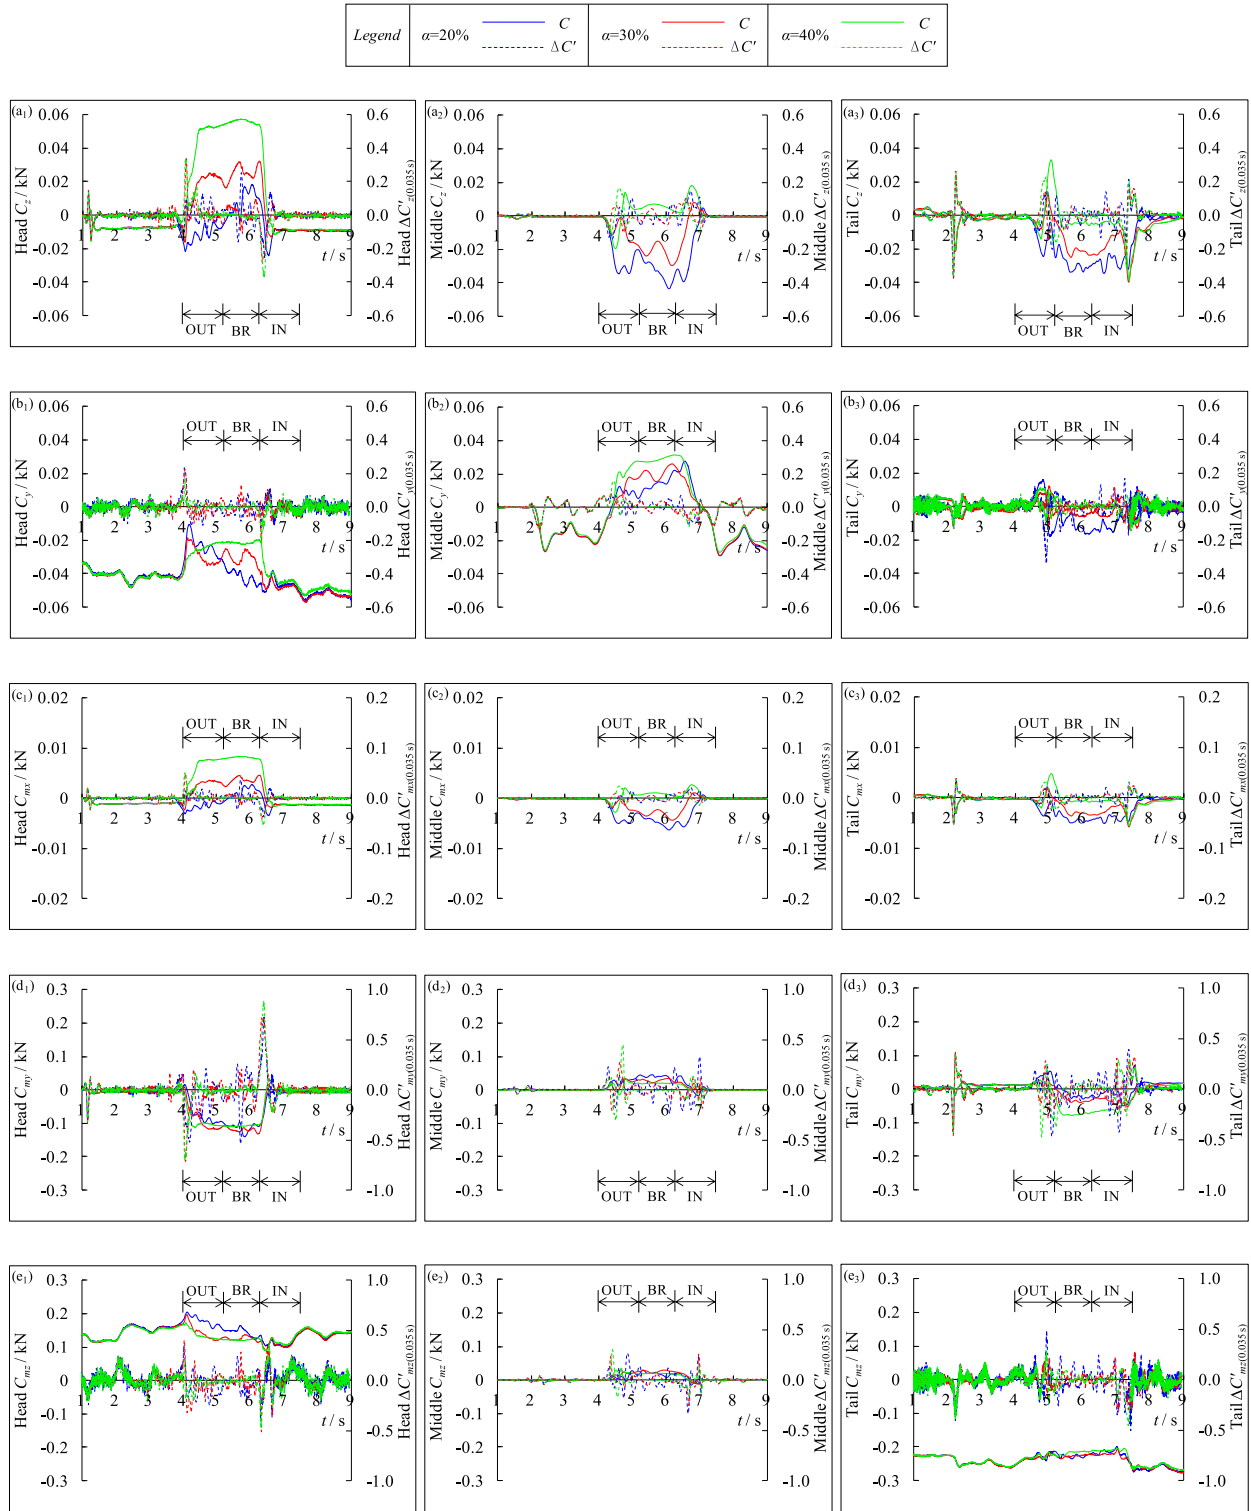 Legend α=20% C α=30% C α=40% C
ΔC′ ΔC′ ΔC′
(a₁) 0.06 0.04 0.02 0 -0.02 -0.04 -0.06
Head C_z / kN
0.6 0.4 0.2 0.0 -0.2 -0.4 -0.6
Head ΔC′_z(0.035 s)
1 2 3 4 5 6 7 8 9
t / s
OUT BR IN
(a₂) 0.06 0.04 0.02 0 -0.02 -0.04 -0.06
Middle C_z / kN
0.6 0.4 0.2 0.0 -0.2 -0.4 -0.6
Middle ΔC′_z(0.035 s)
1 2 3 4 5 6 7 8 9
t / s
OUT BR IN
(a₃) 0.06 0.04 0.02 0 -0.02 -0.04 -0.06
Tail C_z / kN
0.6 0.4 0.2 0.0 -0.2 -0.4 -0.6
Tail ΔC′_z(0.035 s)
1 2 3 4 5 6 7 8 9
t / s
OUT BR IN
(b₁) 0.06 0.04 0.02 0 -0.02 -0.04 -0.06
Head C_y / kN
0.6 0.4 0.2 0.0 -0.2 -0.4 -0.6
Head ΔC′_y(0.035 s)
OUT BR IN
1 2 3 4 5 6 7 8 9
t / s
(b₂) 0.06 0.04 0.02 0 -0.02 -0.04 -0.06
Middle C_y / kN
0.6 0.4 0.2 0.0 -0.2 -0.4 -0.6
Middle ΔC′_y(0.035 s)
OUT BR IN
1 2 3 4 5 6 7 8 9
t / s
(b₃) 0.06 0.04 0.02 0 -0.02 -0.04 -0.06
Tail C_y / kN
0.6 0.4 0.2 0.0 -0.2 -0.4 -0.6
Tail ΔC′_y(0.035 s)
OUT BR IN
1 2 3 4 5 6 7 8 9
t / s
(c₁) 0.02 0.01 0 -0.01 -0.02
Head C_mx / kN
0.2 0.1 0.0 -0.1 -0.2
Head ΔC′_mx(0.035 s)
OUT BR IN
1 2 3 4 5 6 7 8 9
t / s
(c₂) 0.02 0.01 0 -0.01 -0.02
Middle C_mx / kN
0.2 0.1 0.0 -0.1 -0.2
Middle ΔC′_mx(0.035 s)
OUT BR IN
1 2 3 4 5 6 7 8 9
t / s
(c₃) 0.02 0.01 0 -0.01 -0.02
Tail C_mx / kN
0.2 0.1 0.0 -0.1 -0.2
Tail ΔC′_mx(0.035 s)
OUT BR IN
1 2 3 4 5 6 7 8 9
t / s
(d₁) 0.3 0.2 0.1 0 -0.1 -0.2 -0.3
Head C_my / kN
1.0 0.5 0.0 -0.5 -1.0
Head ΔC′_my(0.035 s)
1 2 3 4 5 6 7 8 9
t / s
OUT BR IN
(d₂) 0.3 0.2 0.1 0 -0.1 -0.2 -0.3
Middle C_my / kN
1.0 0.5 0.0 -0.5 -1.0
Middle ΔC′_my(0.035 s)
1 2 3 4 5 6 7 8 9
t / s
OUT BR IN
(d₃) 0.3 0.2 0.1 0 -0.1 -0.2 -0.3
Tail C_my / kN
1.0 0.5 0.0 -0.5 -1.0
Tail ΔC′_my(0.035 s)
1 2 3 4 5 6 7 8 9
t / s
OUT BR IN
(e₁) 0.3 0.2 0.1 0 -0.1 -0.2 -0.3
Head C_mz / kN
1.0 0.5 0.0 -0.5 -1.0
Head ΔC′_mz(0.035 s)
OUT BR IN
1 2 3 4 5 6 7 8 9
t / s
(e₂) 0.3 0.2 0.1 0 -0.1 -0.2 -0.3
Middle C_mz / kN
1.0 0.5 0.0 -0.5 -1.0
Middle ΔC′_mz(0.035 s)
OUT BR IN
1 2 3 4 5 6 7 8 9
t / s
(e₃) 0.3 0.2 0.1 0 -0.1 -0.2 -0.3
Tail C_mz / kN
1.0 0.5 0.0 -0.5 -1.0
Tail ΔC′_mz(0.035 s)
OUT BR IN
1 2 3 4 5 6 7 8 9
t / s